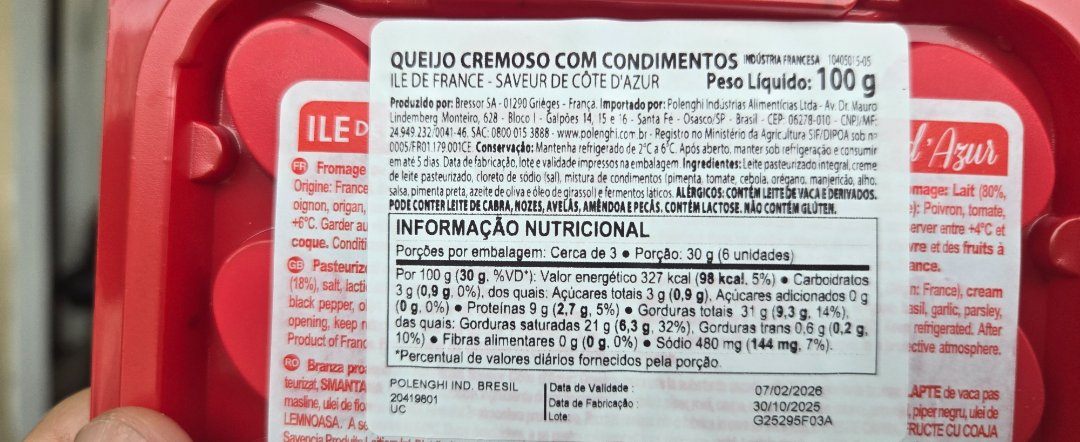 QUEIJO CREMOSO COM CONDIMENTOS INDÚSTRIA FRANCESA 10405015-05
ILE DE FRANCE - SAVEUR DE CÔTE D'AZUR Peso Líquido: 100 g
Produzido por: Bressor SA - 01290 Grièges - França. Importado por: Polenghi Indústrias Alimentícias Ltda - Av. Dr. Mauro
Lindemberg Monteiro, 628 - Bloco I - Galpões 14, 15 e 16 - Santa Fe - Osasco/SP - Brasil - CEP: 06278-010 - CNPJ/MF:
24.949.232/0041-46. SAC: 0800 015 3888 - www.polenghi.com.br - Registro no Ministério da Agricultura SIF/DIPOA sob nº
0005/FR01.179.001CE. Conservação: Mantenha refrigerado de 2°C a 6°C. Após aberto, manter sob refrigeração e consumir
em até 5 dias. Data de fabricação, lote e validade impressos na embalagem. Ingredientes: Leite pasteurizado integral, creme
de leite pasteurizado, cloreto de sódio (sal), mistura de condimentos (pimenta, tomate, cebola, orégano, manjericão, alho,
salsa, pimenta preta, azeite de oliva e óleo de girassol) e fermentos láticos. ALÉRGICOS: CONTÉM LEITE DE VACA E DERIVADOS.
PODE CONTER LEITE DE CABRA, NOZES, AVELÃS, AMÊNDOA E PECÃS. CONTÉM LACTOSE. NÃO CONTÉM GLÚTEN.
INFORMAÇÃO NUTRICIONAL
Porções por embalagem: Cerca de 3 ● Porção: 30 g (6 unidades)
Por 100 g (30 g, %VD*): Valor energético 327 kcal (98 kcal, 5%) ● Carboidratos
3 g (0,9 g, 0%), dos quais: Açúcares totais 3 g (0,9 g), Açúcares adicionados 0 g
(0 g, 0%) ● Proteínas 9 g (2,7 g, 5%) ● Gorduras totais 31 g (9,3 g, 14%),
das quais: Gorduras saturadas 21 g (6,3 g, 32%), Gorduras trans 0,6 g (0,2 g,
10%) ● Fibras alimentares 0 g (0 g, 0%) ● Sódio 480 mg (144 mg, 7%).
*Percentual de valores diários fornecidos pela porção.
POLENGHI IND. BRESIL
20419801
UC
Data de Validade : 07/02/2026
Data de Fabricação : 30/10/2025
Lote: G25295F03A
ILE D
FR Fromage
Origine: France
oignon, origan,
+6°C. Garder au
coque. Conditi
GB Pasteurize
(18%), salt, lacti
black pepper, o
opening, keep r
Product of Franc
RO Branza pro
teurizat, SMANTA
masline, ulei de flo
LEMNOASA. A se
d'Azur
mage: Lait (80%,
): Poivron, tomate,
erver entre +4°C et
vre et des fruits à
ance.
n: France), cream
asil, garlic, parsley,
refrigerated. After
ective atmosphere.
LAPTE de vaca pas
, piper negru, ulei de
FRUCTE CU COAJA